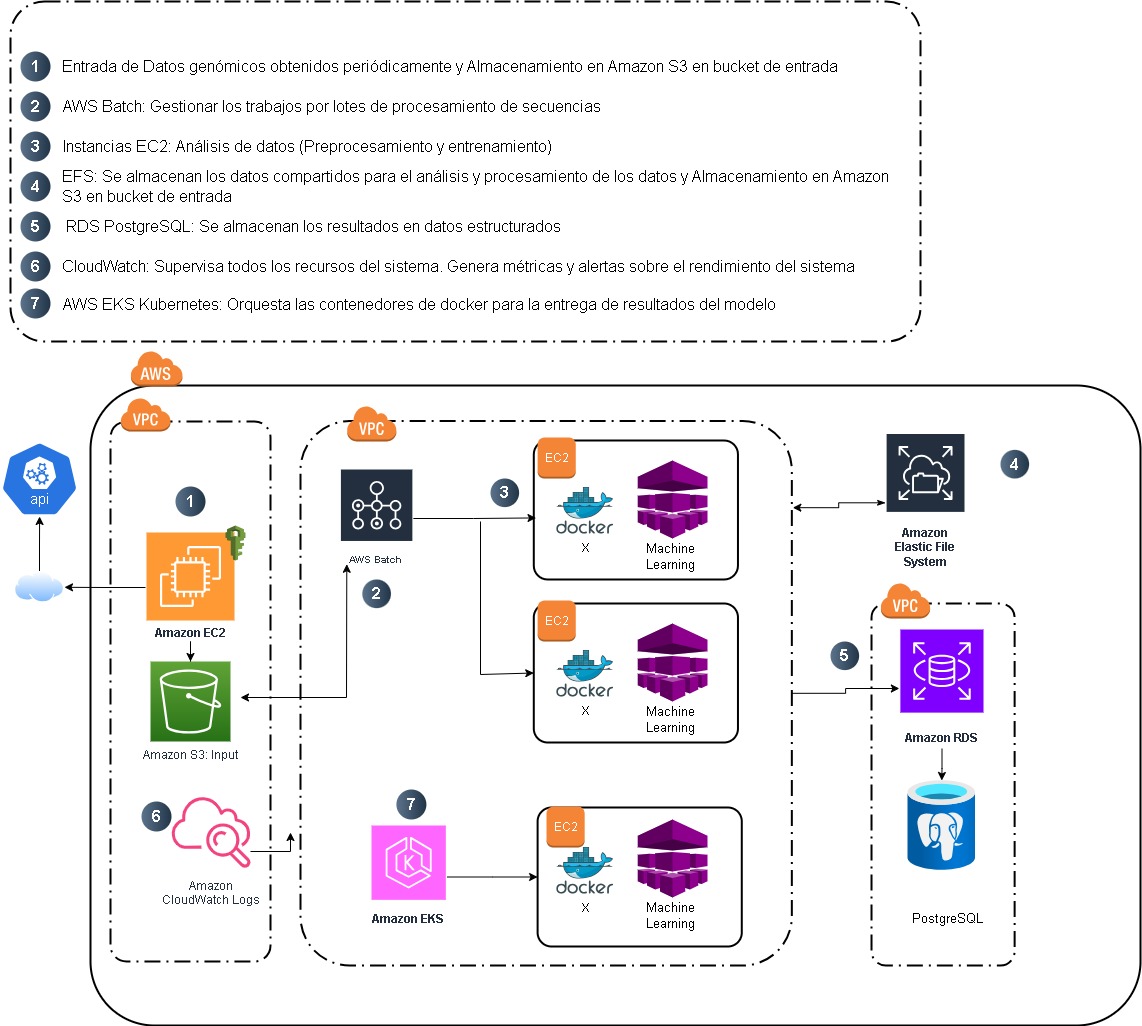 1 Entrada de Datos genómicos obtenidos periódicamente y Almacenamiento en Amazon S3 en bucket de entrada
2 AWS Batch: Gestionar los trabajos por lotes de procesamiento de secuencias
3 Instancias EC2: Análisis de datos (Preprocesamiento y entrenamiento)
4 EFS: Se almacenan los datos compartidos para el análisis y procesamiento de los datos y Almacenamiento en Amazon
S3 en bucket de entrada
5 RDS PostgreSQL: Se almacenan los resultados en datos estructurados
6 CloudWatch: Supervisa todos los recursos del sistema. Genera métricas y alertas sobre el rendimiento del sistema
7 AWS EKS Kubernetes: Orquesta las contenedores de docker para la entrega de resultados del modelo
AWS
VPC
api
1
Amazon EC2
Amazon S3: Input
6
Amazon
CloudWatch Logs
VPC
AWS Batch
2
3
EC2
docker
X
Machine
Learning
EC2
docker
X
Machine
Learning
7
Amazon EKS
EC2
docker
X
Machine
Learning
4
Amazon
Elastic File
System
VPC
5
Amazon RDS
PostgreSQL